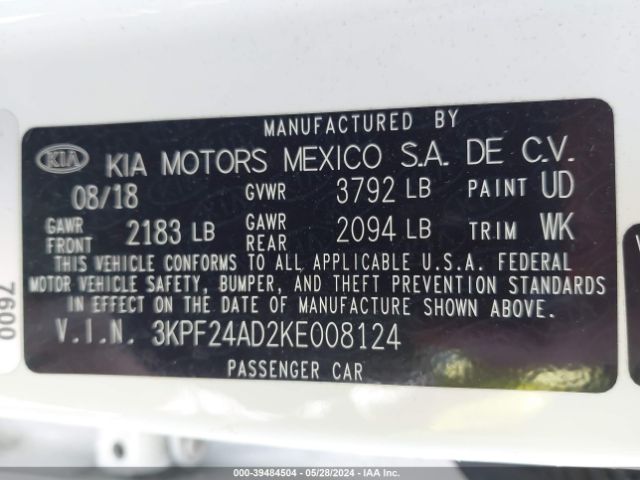 MANUFACTURED BY
KIA KIA MOTORS MEXICO S.A. DE C.V.
08/18 GVWR 3792 LB PAINT UD
GAWR FRONT 2183 LB GAWR REAR 2094 LB TRIM WK
THIS VEHICLE CONFORMS TO ALL APPLICABLE U.S.A. FEDERAL
MOTOR VEHICLE SAFETY, BUMPER, AND THEFT PREVENTION STANDARDS
IN EFFECT ON THE DATE OF MANUFACTURE SHOWN ABOVE.
V.I.N. 3KPF24AD2KE008124
PASSENGER CAR
7600
000-39484504 | 05/28/2024 - IAA Inc.